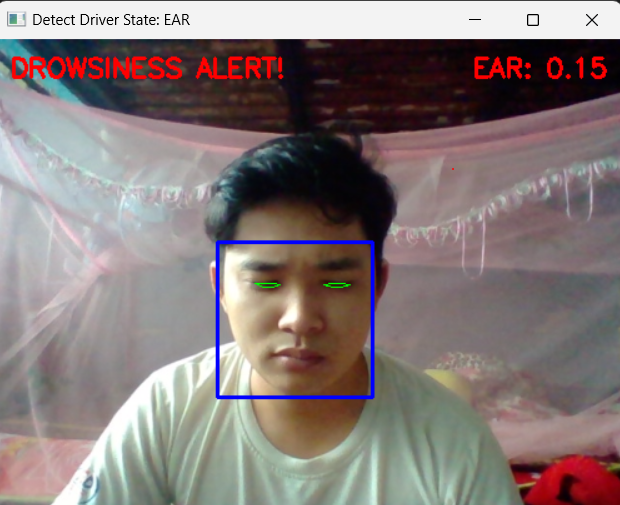 Detect Driver State: EAR
DROWSINESS ALERT!
EAR: 0.15